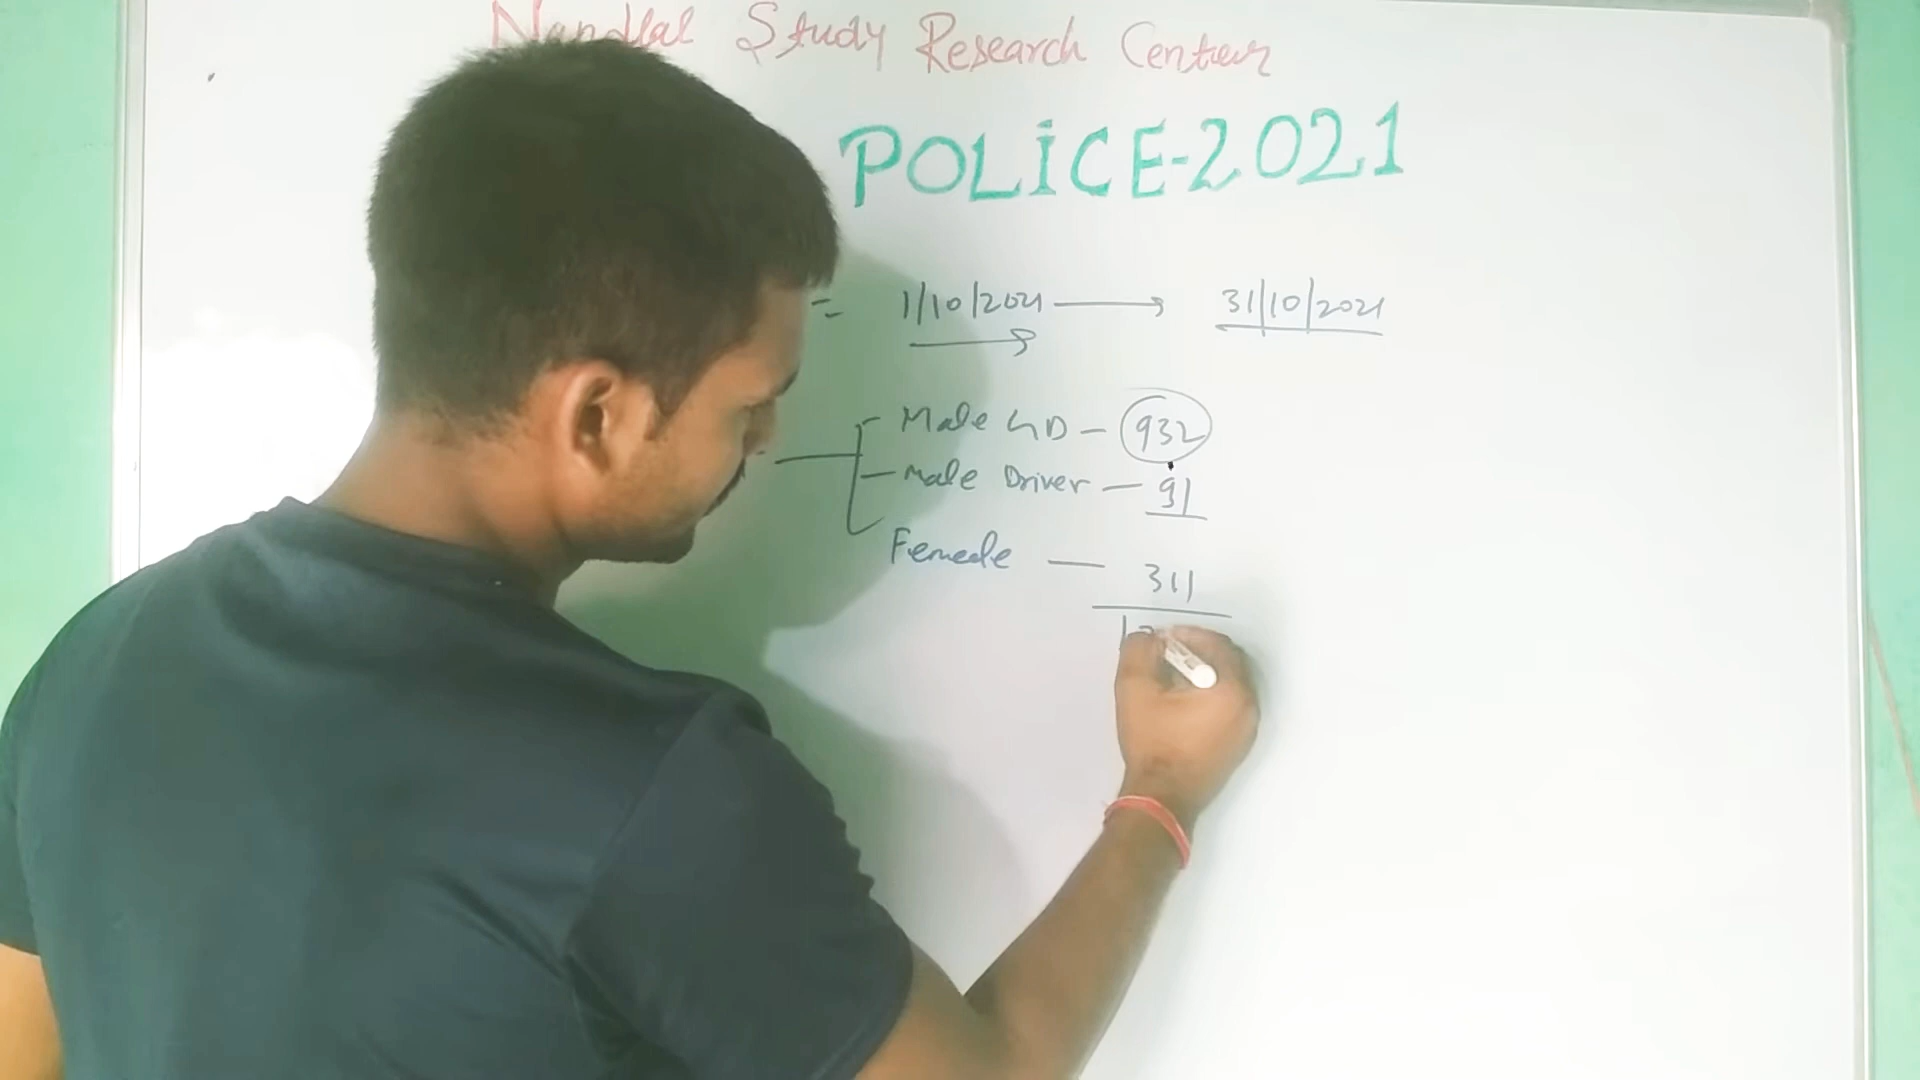 Nandlal Study Research Center
POLICE-2021
= 1/10/2021 → 31/10/2021
Male GD - 932
Male Driver - 91
Female - 311